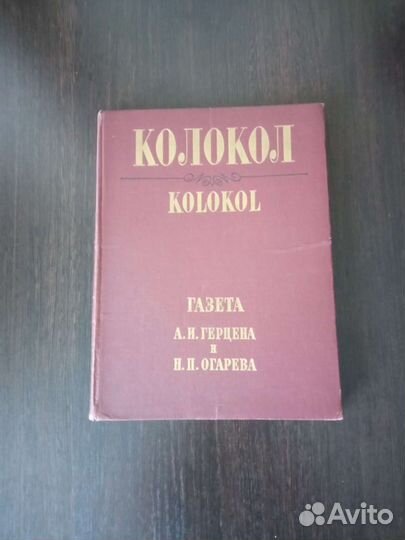 КОЛОКОЛ
KOLOKOL
ГАЗЕТА
А.И.ГЕРЦЕНА
И
Н.П.ОГАРЕВА
Avito